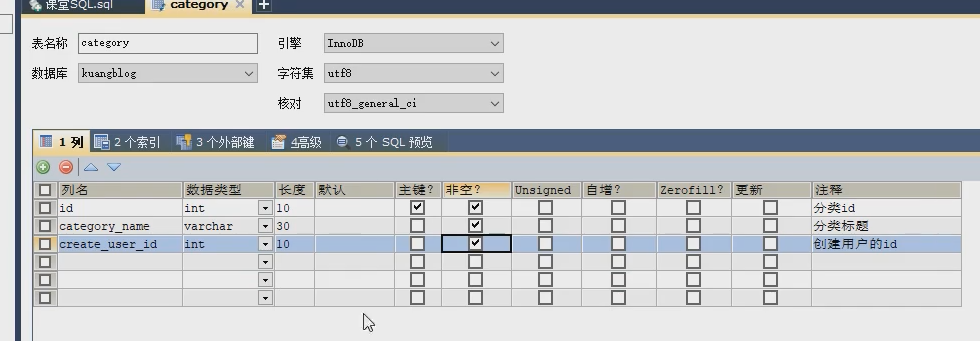 课堂SQL.sql category
表名称 category 引擎 InnoDB
数据库 kuangblog 字符集 utf8
核对 utf8_general_ci
1 列 2 个索引 3 个外部键 4高级 5 个 SQL 预览
列名 数据类型 长度 默认 主键? 非空? Unsigned 自增? Zerofill? 更新 注释
id int 10 分类id
category_name varchar 30 分类标题
create_user_id int 10 创建用户的id